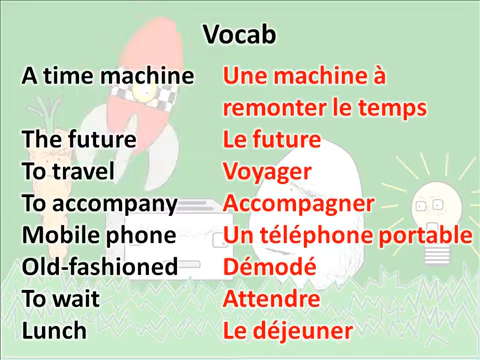 Vocab
A time machine Une machine à
remonter le temps
The future Le future
To travel Voyager
To accompany Accompagner
Mobile phone Un téléphone portable
Old-fashioned Démodé
To wait Attendre
Lunch Le déjeuner